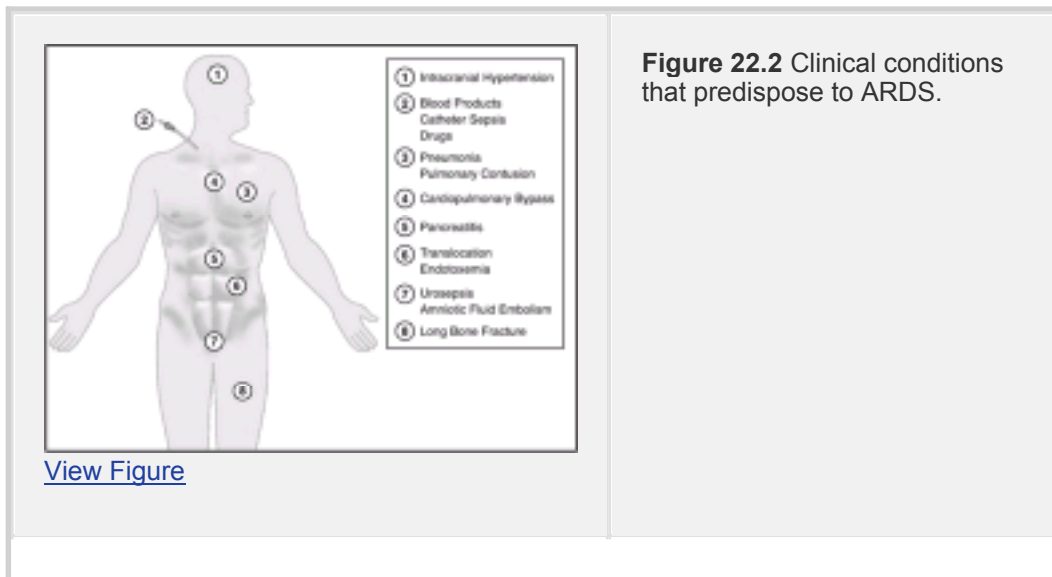 ① Intracranial Hypertension
② Blood Products
Catheter Sepsis
Drugs
③ Pneumonia
Pulmonary Contusion
④ Cardiopulmonary Bypass
⑤ Pancreatitis
⑥ Translocation
Endotoxemia
⑦ Urosepsis
Amniotic Fluid Embolism
⑧ Long Bone Fracture
①
②
④
③
⑤
⑥
⑦
⑧
View Figure
Figure 22.2 Clinical conditions
that predispose to ARDS.